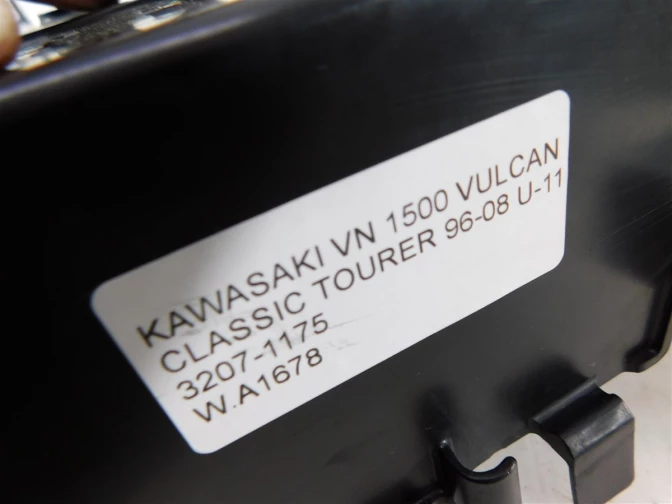 KAWASAKI VN 1500 VULCAN
CLASSIC TOURER 96-08 U-11
3207-1175
W.A1678